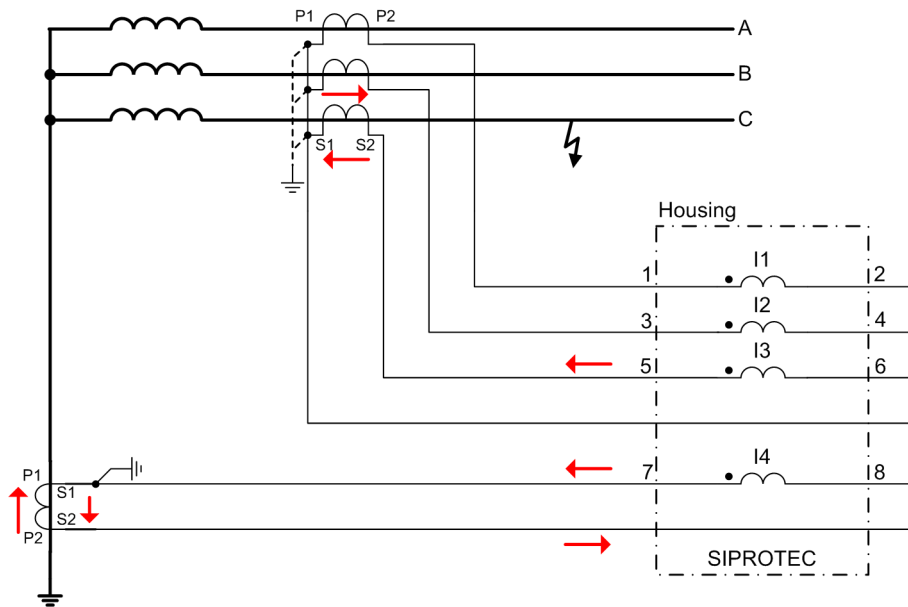 P1 P2 A
B
C
S1 S2
Housing
I1
1 2
I2
3 4
I3
5 6
I4
7 8
P1
S1
S2
P2
SIPROTEC